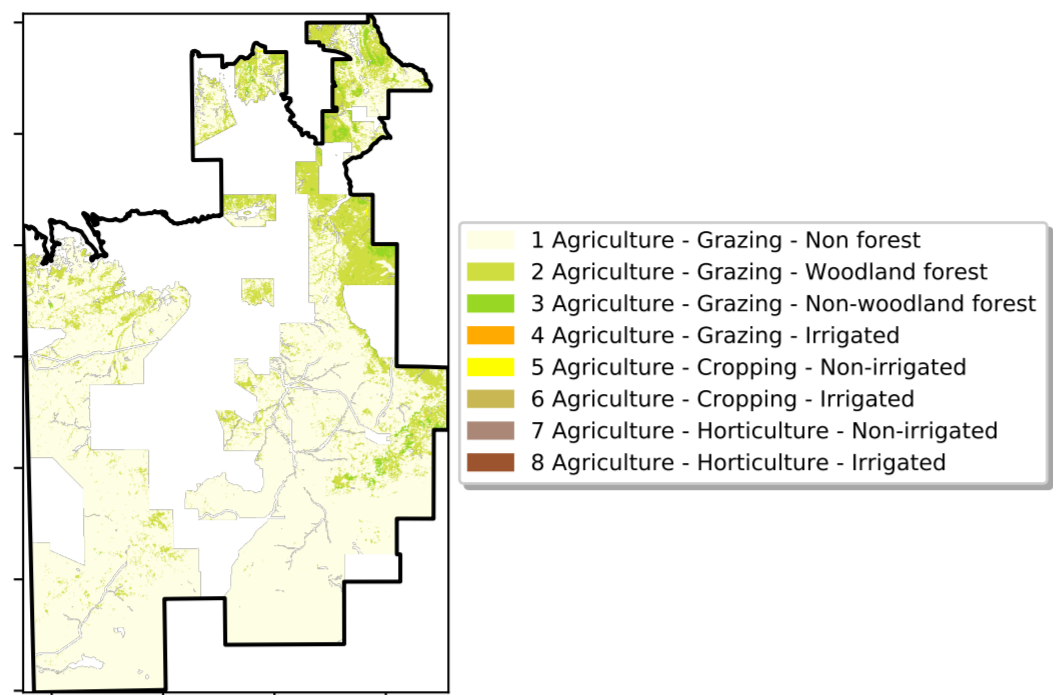 1 Agriculture - Grazing - Non forest
2 Agriculture - Grazing - Woodland forest
3 Agriculture - Grazing - Non-woodland forest
4 Agriculture - Grazing - Irrigated
5 Agriculture - Cropping - Non-irrigated
6 Agriculture - Cropping - Irrigated
7 Agriculture - Horticulture - Non-irrigated
8 Agriculture - Horticulture - Irrigated